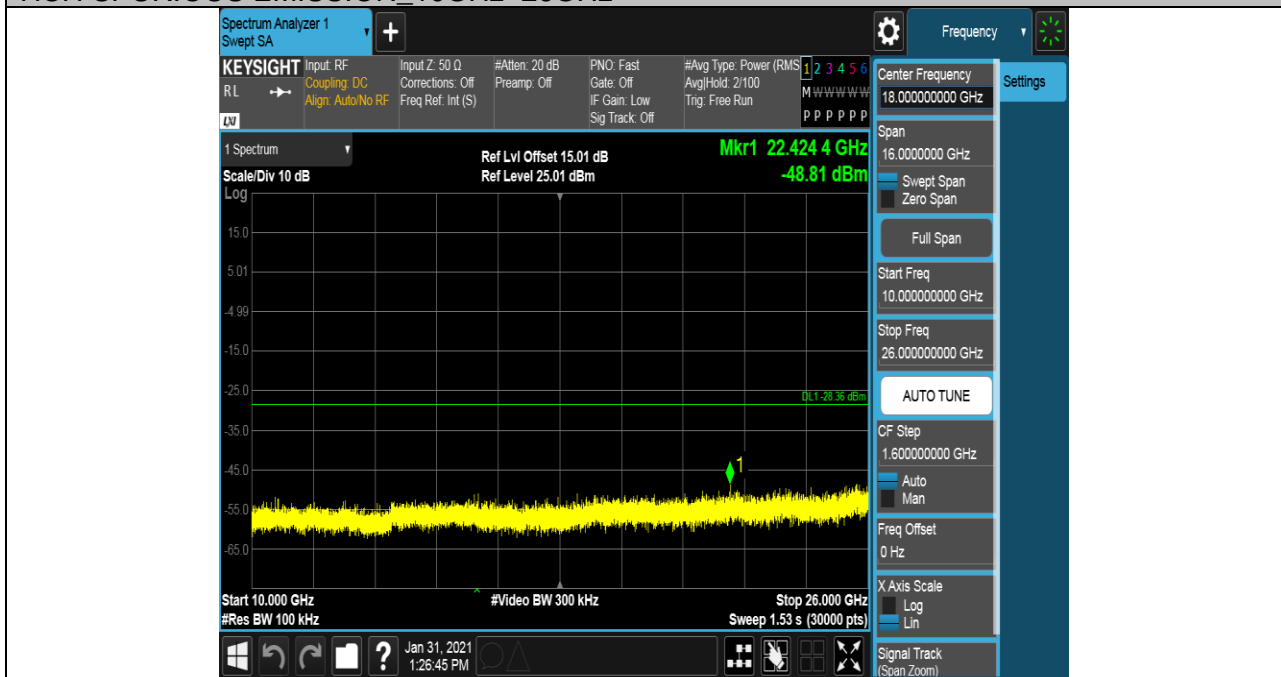 Spectrum Analyzer 1
Swept SA
+
Frequency
KEYSIGHT
RL
LXI
Input: RF
Coupling: DC
Align: Auto/No RF
Input Z: 50 Ω
Corrections: Off
Freq Ref: Int (S)
#Atten: 20 dB
Preamp: Off
PNO: Fast
Gate: Off
IF Gain: Low
Sig Track: Off
#Avg Type: Power (RMS
Avg|Hold: 2/100
Trig: Free Run
1 2 3 4 5 6
M W W W W W
P P P P P P
Center Frequency
18.000000000 GHz
Settings
Span
16.0000000 GHz
Swept Span
Zero Span
Full Span
Start Freq
10.000000000 GHz
Stop Freq
26.000000000 GHz
AUTO TUNE
CF Step
1.600000000 GHz
Auto
Man
Freq Offset
0 Hz
X Axis Scale
Log
Lin
Signal Track
(Span Zoom)
1 Spectrum
Scale/Div 10 dB
Ref Lvl Offset 15.01 dB
Ref Level 25.01 dBm
Mkr1 22.424 4 GHz
-48.81 dBm
Log
15.0
5.01
-4.99
-15.0
-25.0
DL1 -28.36 dBm
-35.0
-45.0
1
-55.0
-65.0
Start 10.000 GHz
#Res BW 100 kHz
#Video BW 300 kHz
Stop 26.000 GHz
Sweep 1.53 s (30000 pts)
?
Jan 31, 2021
1:26:45 PM